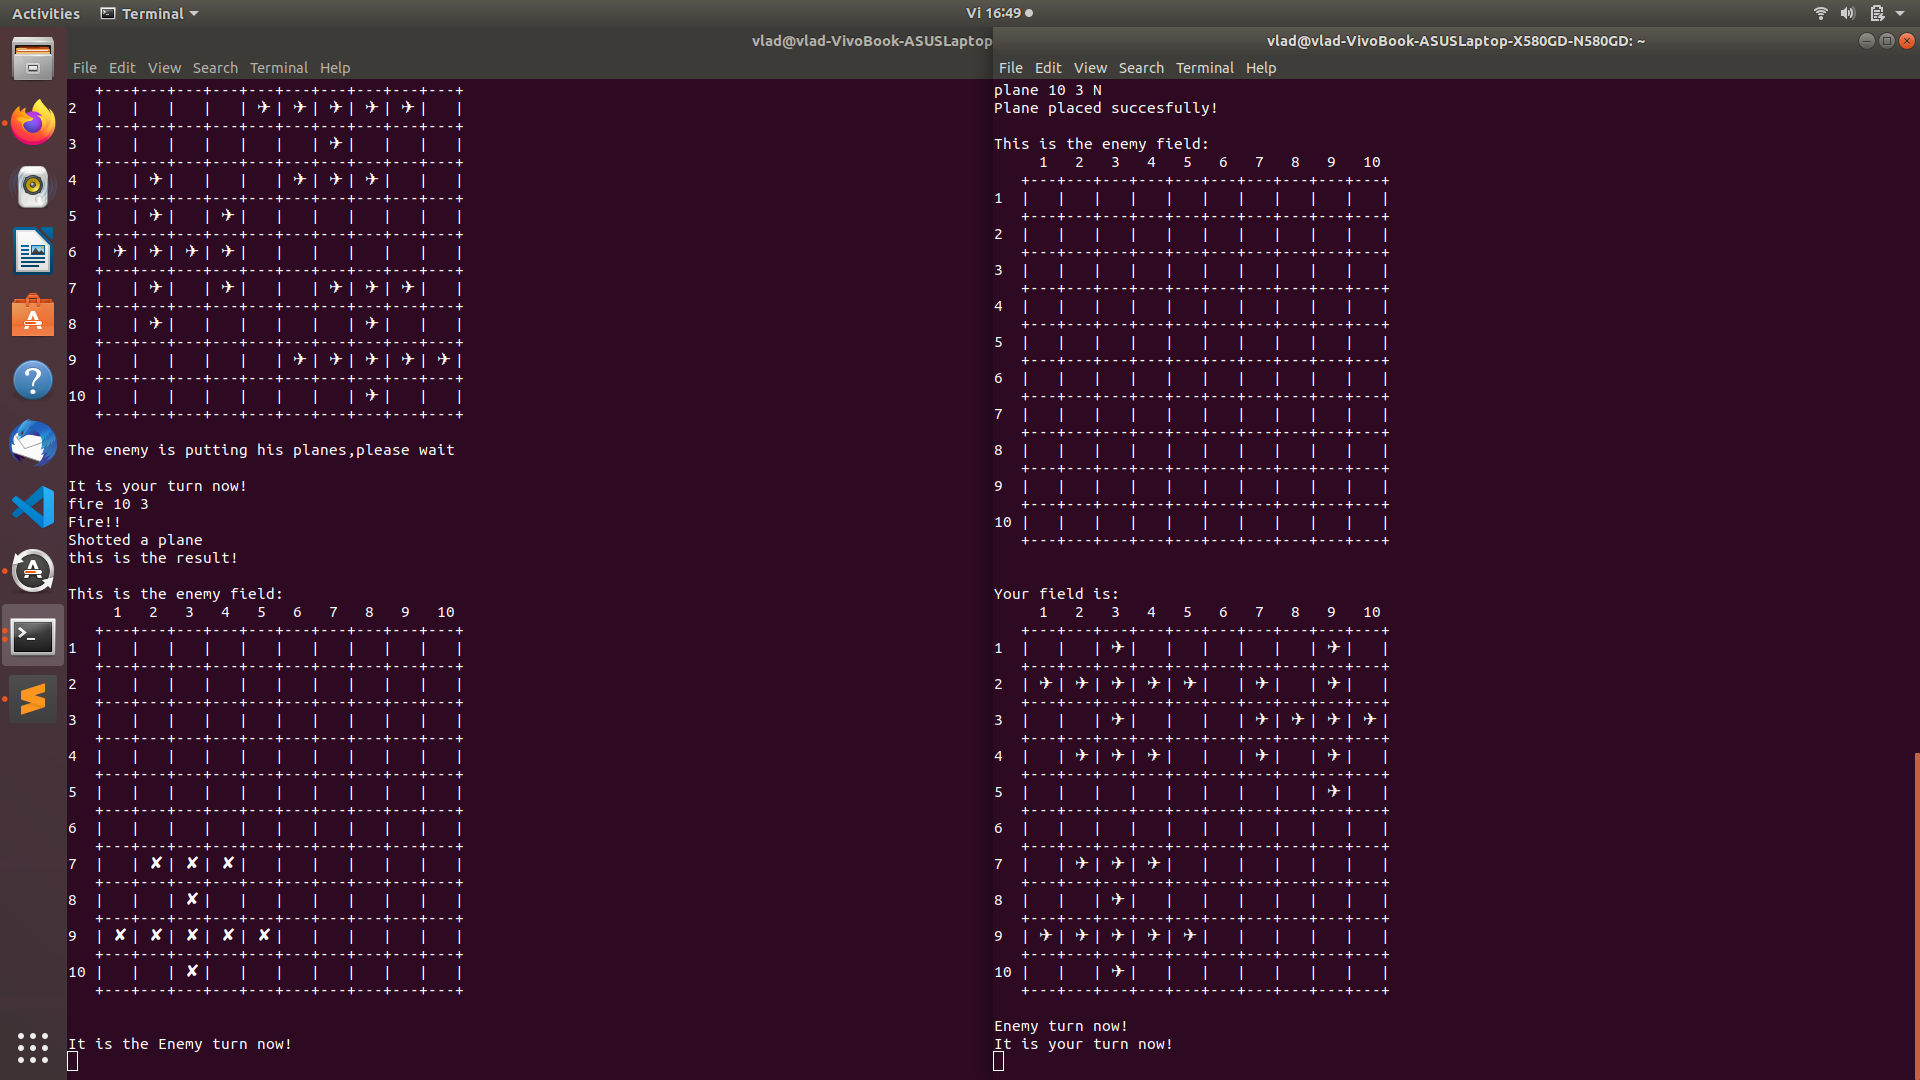 Activities Terminal Vi 16:49
vlad@vlad-VivoBook-ASUSLaptop
File Edit View Search Terminal Help
+---+---+---+---+---+---+---+---+---+---+
2 | | | | | ✈ | ✈ | ✈ | ✈ | ✈ | |
+---+---+---+---+---+---+---+---+---+---+
3 | | | | | | | ✈ | | | |
+---+---+---+---+---+---+---+---+---+---+
4 | | ✈ | | | | ✈ | ✈ | ✈ | | |
+---+---+---+---+---+---+---+---+---+---+
5 | | ✈ | | ✈ | | | | | | |
+---+---+---+---+---+---+---+---+---+---+
6 | ✈ | ✈ | ✈ | ✈ | | | | | | |
+---+---+---+---+---+---+---+---+---+---+
7 | | ✈ | | ✈ | | | ✈ | ✈ | ✈ | |
+---+---+---+---+---+---+---+---+---+---+
8 | | ✈ | | | | | | ✈ | | |
+---+---+---+---+---+---+---+---+---+---+
9 | | | | | | ✈ | ✈ | ✈ | ✈ | ✈ |
+---+---+---+---+---+---+---+---+---+---+
10 | | | | | | | | ✈ | | |
+---+---+---+---+---+---+---+---+---+---+
The enemy is putting his planes,please wait
It is your turn now!
fire 10 3
Fire!!
Shotted a plane
this is the result!
This is the enemy field:
1 2 3 4 5 6 7 8 9 10
+---+---+---+---+---+---+---+---+---+---+
1 | | | | | | | | | | |
+---+---+---+---+---+---+---+---+---+---+
2 | | | | | | | | | | |
+---+---+---+---+---+---+---+---+---+---+
3 | | | | | | | | | | |
+---+---+---+---+---+---+---+---+---+---+
4 | | | | | | | | | | |
+---+---+---+---+---+---+---+---+---+---+
5 | | | | | | | | | | |
+---+---+---+---+---+---+---+---+---+---+
6 | | | | | | | | | | |
+---+---+---+---+---+---+---+---+---+---+
7 | | ✘ | ✘ | ✘ | | | | | | |
+---+---+---+---+---+---+---+---+---+---+
8 | | | ✘ | | | | | | | |
+---+---+---+---+---+---+---+---+---+---+
9 | ✘ | ✘ | ✘ | ✘ | ✘ | | | | | |
+---+---+---+---+---+---+---+---+---+---+
10 | | | ✘ | | | | | | | |
+---+---+---+---+---+---+---+---+---+---+
It is the Enemy turn now!
vlad@vlad-VivoBook-ASUSLaptop-X580GD-N580GD: ~
File Edit View Search Terminal Help
plane 10 3 N
Plane placed succesfully!
This is the enemy field:
1 2 3 4 5 6 7 8 9 10
+---+---+---+---+---+---+---+---+---+---+
1 | | | | | | | | | | |
+---+---+---+---+---+---+---+---+---+---+
2 | | | | | | | | | | |
+---+---+---+---+---+---+---+---+---+---+
3 | | | | | | | | | | |
+---+---+---+---+---+---+---+---+---+---+
4 | | | | | | | | | | |
+---+---+---+---+---+---+---+---+---+---+
5 | | | | | | | | | | |
+---+---+---+---+---+---+---+---+---+---+
6 | | | | | | | | | | |
+---+---+---+---+---+---+---+---+---+---+
7 | | | | | | | | | | |
+---+---+---+---+---+---+---+---+---+---+
8 | | | | | | | | | | |
+---+---+---+---+---+---+---+---+---+---+
9 | | | | | | | | | | |
+---+---+---+---+---+---+---+---+---+---+
10 | | | | | | | | | | |
+---+---+---+---+---+---+---+---+---+---+
Your field is:
1 2 3 4 5 6 7 8 9 10
+---+---+---+---+---+---+---+---+---+---+
1 | | | ✈ | | | | | | ✈ | |
+---+---+---+---+---+---+---+---+---+---+
2 | ✈ | ✈ | ✈ | ✈ | ✈ | | ✈ | | ✈ | |
+---+---+---+---+---+---+---+---+---+---+
3 | | | ✈ | | | | ✈ | ✈ | ✈ | ✈ |
+---+---+---+---+---+---+---+---+---+---+
4 | | ✈ | ✈ | ✈ | | | ✈ | | ✈ | |
+---+---+---+---+---+---+---+---+---+---+
5 | | | | | | | | | ✈ | |
+---+---+---+---+---+---+---+---+---+---+
6 | | | | | | | | | | |
+---+---+---+---+---+---+---+---+---+---+
7 | | ✈ | ✈ | ✈ | | | | | | |
+---+---+---+---+---+---+---+---+---+---+
8 | | | ✈ | | | | | | | |
+---+---+---+---+---+---+---+---+---+---+
9 | ✈ | ✈ | ✈ | ✈ | ✈ | | | | | |
+---+---+---+---+---+---+---+---+---+---+
10 | | | ✈ | | | | | | | |
+---+---+---+---+---+---+---+---+---+---+
Enemy turn now!
It is your turn now!